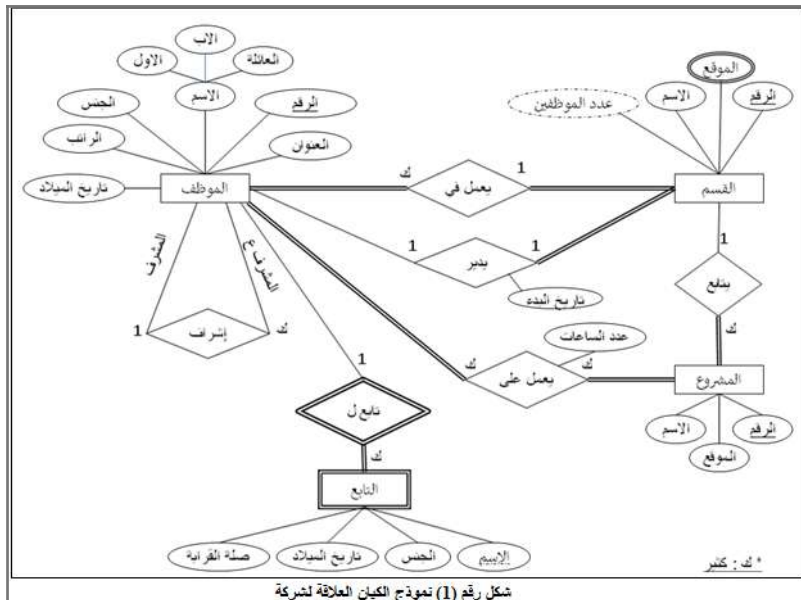 الاب
الاول
العائلة
الاسم
الجنس
الرقم
الراتب
العنوان
تاريخ الميلاد
الموظف
الموقع
عدد الموظفين
الاسم
الرقم
القسم
ك
يعمل في
1
1
يدير
1
تاريخ البدء
1
يتابع
ك
المشرف
المشرف ع
1
إشراف
ك
عدد الساعات
ك
يعمل على
ك
المشروع
الاسم
الرقم
الموقع
1
تابع ل
ك
التابع
صلة القرابة
تاريخ الميلاد
الجنس
الاسم
* ك : كثير
شكل رقم (1) نموذج الكيان العلاقة لشركة